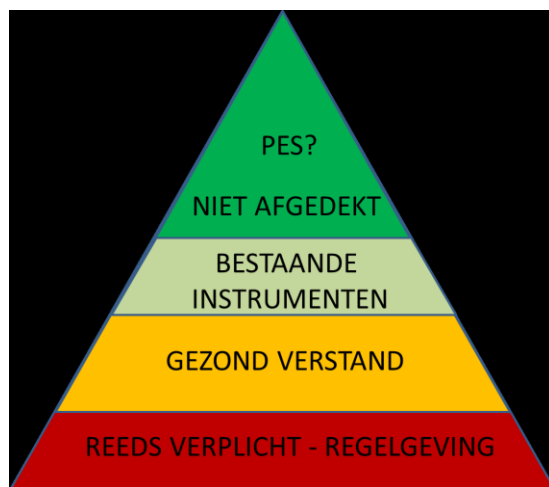 PES?
NIET AFGEDEKT
BESTAANDE
INSTRUMENTEN
GEZOND VERSTAND
REEDS VERPLICHT - REGELGEVING